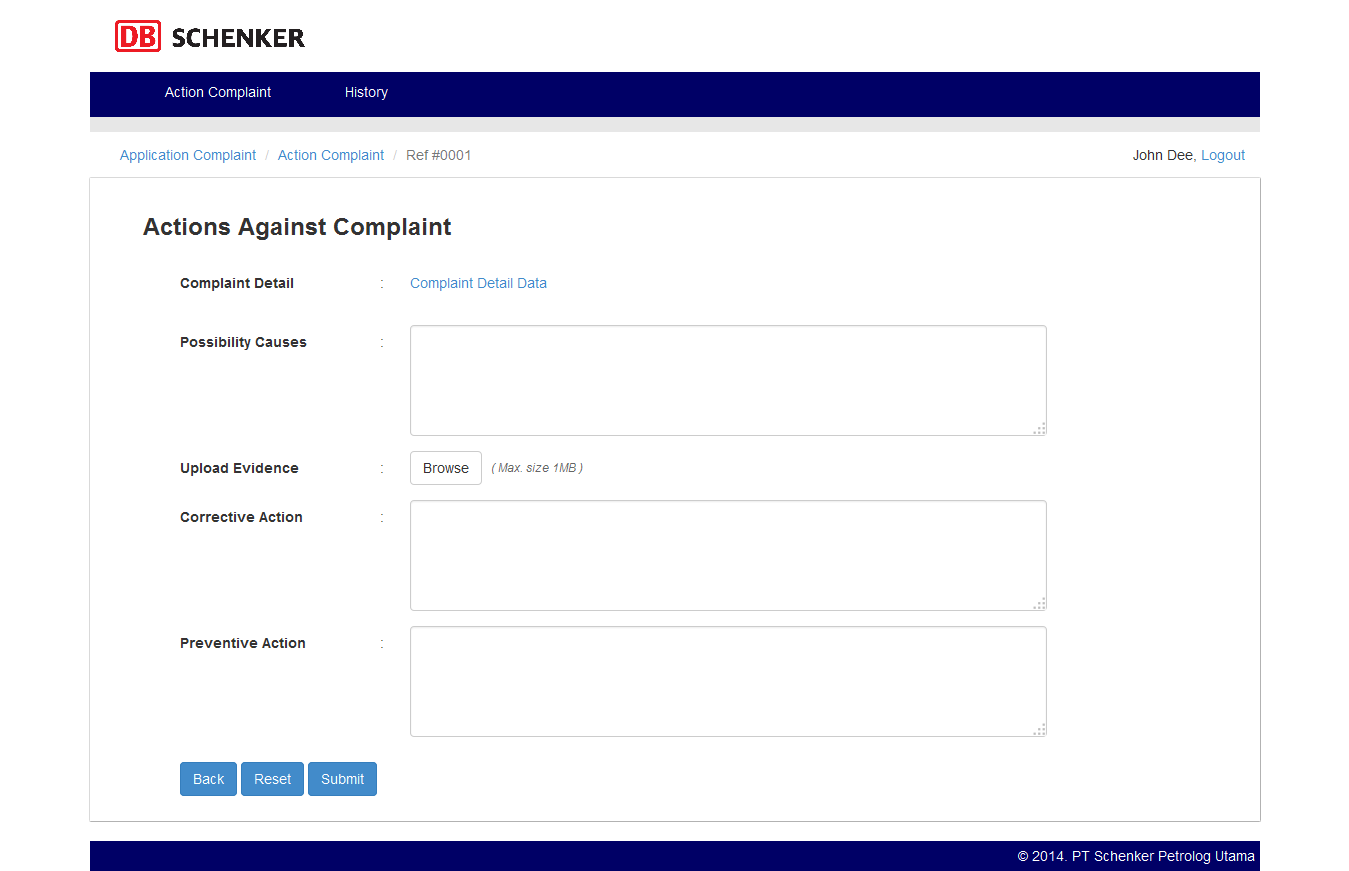 DB SCHENKER
Action Complaint History
Application Complaint / Action Complaint / Ref #0001 John Dee, Logout
Actions Against Complaint
Complaint Detail : Complaint Detail Data
Possibility Causes :
Upload Evidence : Browse ( Max. size 1MB )
Corrective Action :
Preventive Action :
Back Reset Submit
© 2014. PT Schenker Petrolog Utama